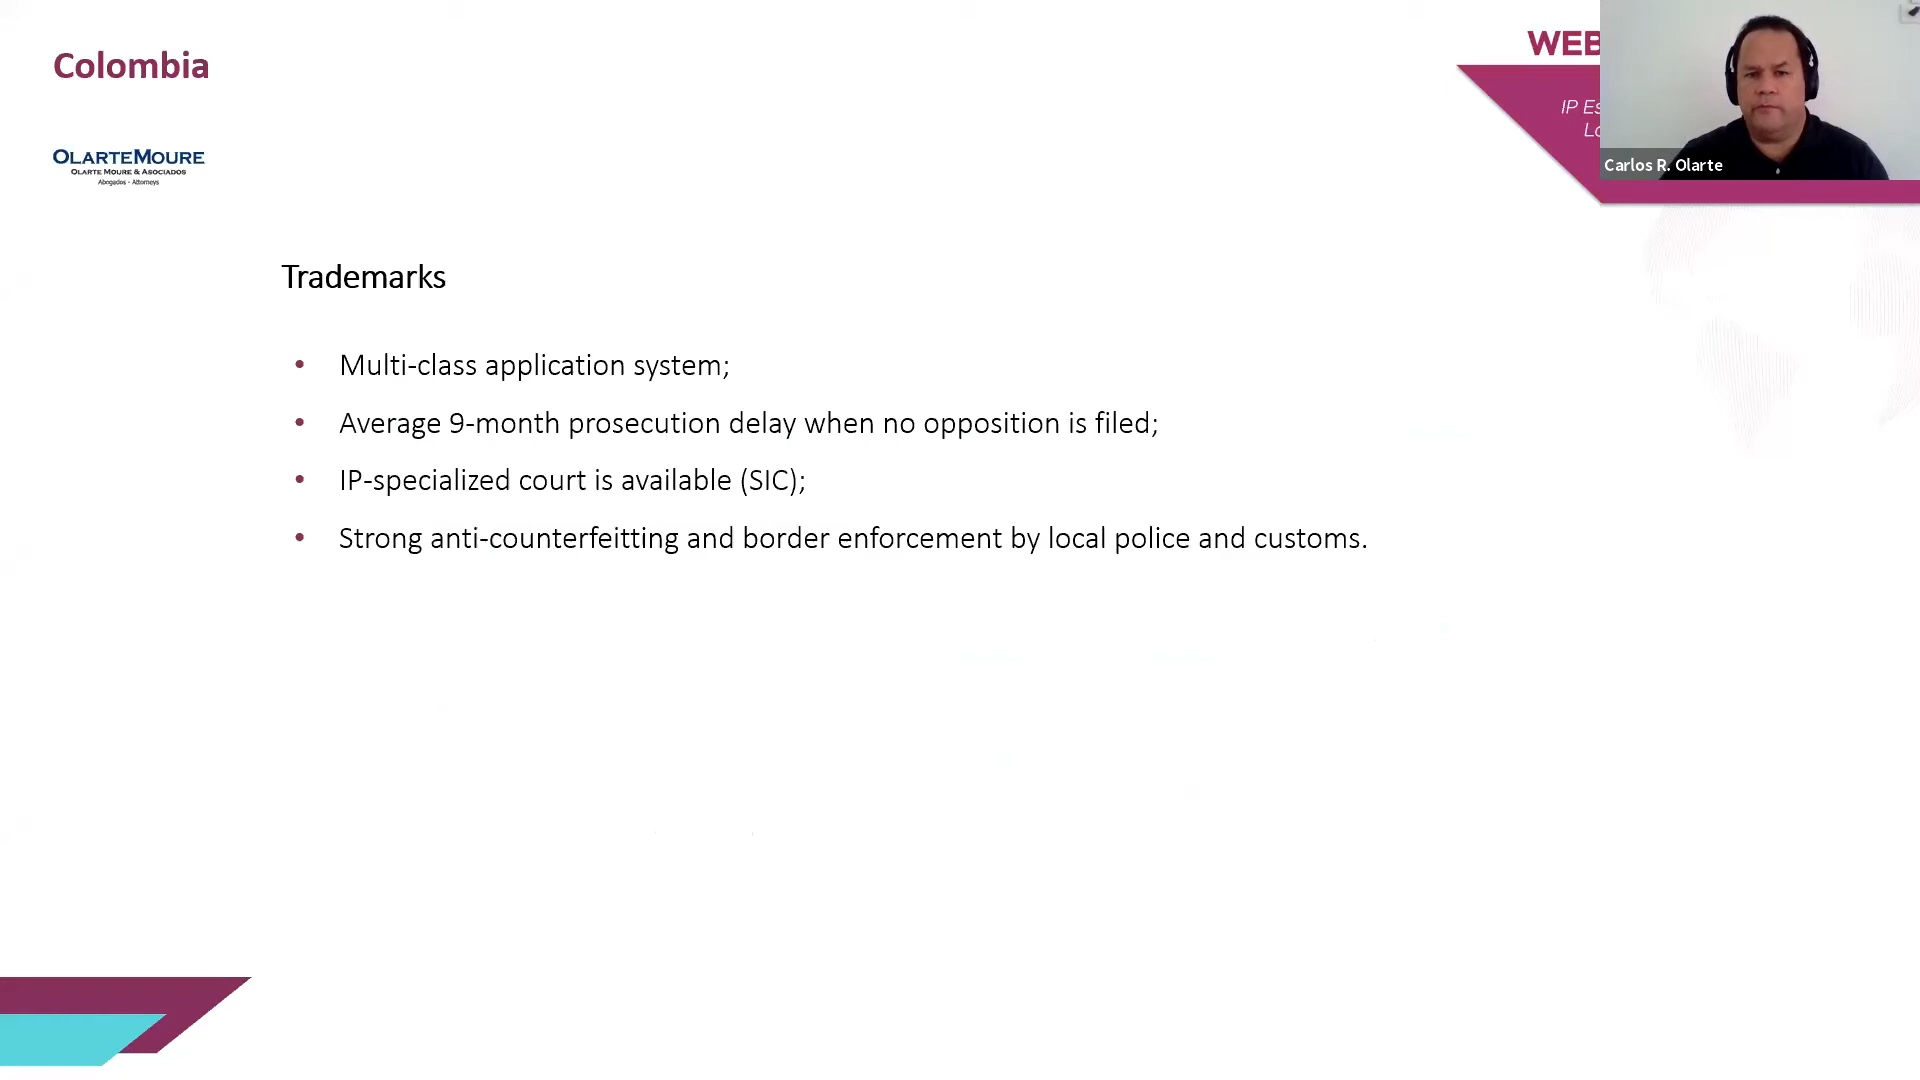 Colombia
WEB
IP Es
Lo
Carlos R. Olarte
OLARTEMOURE
OLARTE MOURE & ASOCIADOS
Abogados - Attorneys
Trademarks
• Multi-class application system;
• Average 9-month prosecution delay when no opposition is filed;
• IP-specialized court is available (SIC);
• Strong anti-counterfeitting and border enforcement by local police and customs.